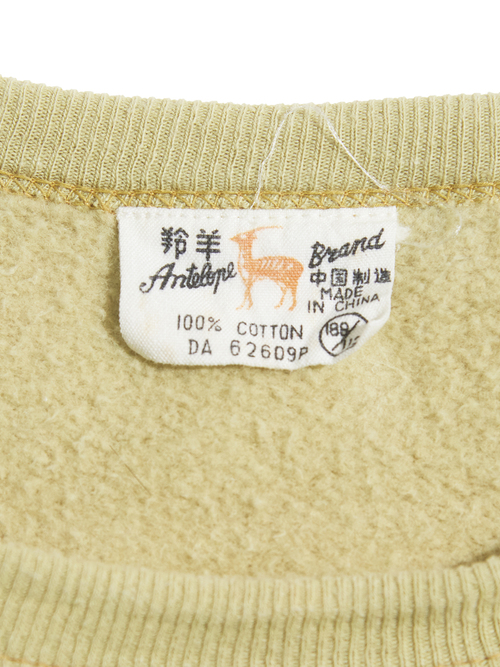 羚羊
Antelope Brand
中国制造
MADE
IN CHINA
100% COTTON
DA 62609P